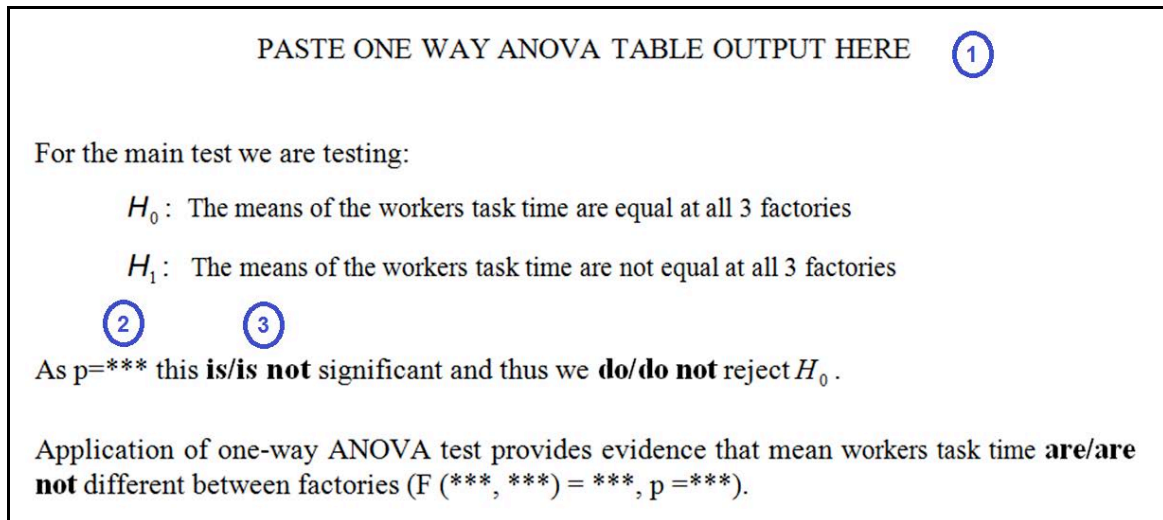 PASTE ONE WAY ANOVA TABLE OUTPUT HERE 1
For the main test we are testing:
H₀ : The means of the workers task time are equal at all 3 factories
H₁ : The means of the workers task time are not equal at all 3 factories
2 3
As p=*** this is/is not significant and thus we do/do not reject H₀ .
Application of one-way ANOVA test provides evidence that mean workers task time are/are
not different between factories (F (***, ***) = ***, p =***).